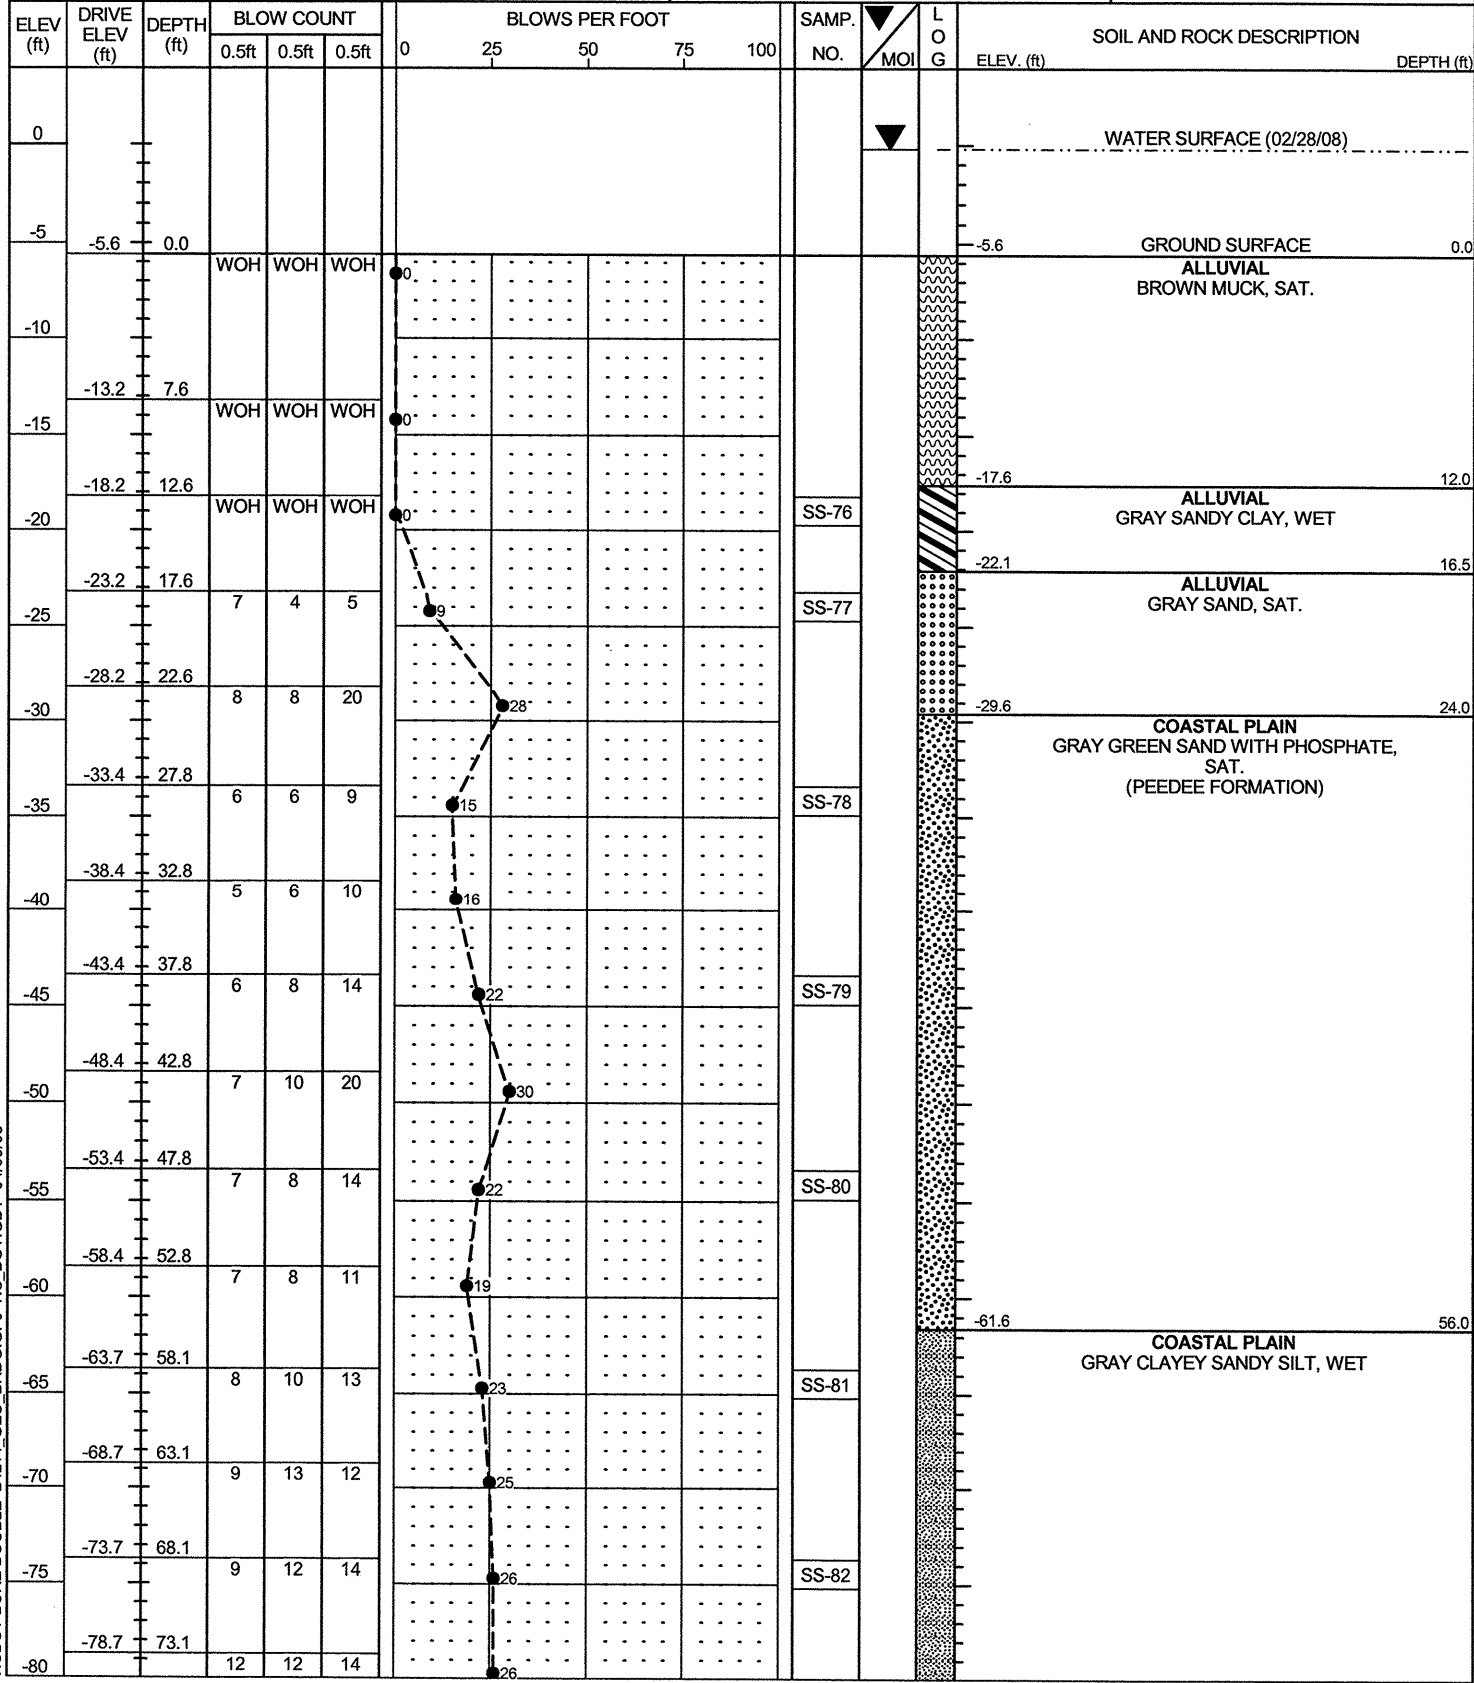 ELEV (ft) DRIVE ELEV (ft) DEPTH (ft) BLOW COUNT BLOWS PER FOOT SAMP. NO. MOI L O G SOIL AND ROCK DESCRIPTION
0.5ft 0.5ft 0.5ft 0 25 50 75 100 ELEV. (ft) DEPTH (ft)
0 WATER SURFACE (02/28/08)
-5
-5.6 0.0 -5.6 GROUND SURFACE 0.0
WOH WOH WOH 0 ALLUVIAL
BROWN MUCK, SAT.
-10
-13.2 7.6
WOH WOH WOH 0
-15
-17.6 12.0
-18.2 12.6
WOH WOH WOH 0 SS-76 ALLUVIAL
GRAY SANDY CLAY, WET
-20
-22.1 16.5
-23.2 17.6 ALLUVIAL
7 4 5 9 SS-77 GRAY SAND, SAT.
-25
-28.2 22.6
8 8 20 28
-30 -29.6 24.0
COASTAL PLAIN
GRAY GREEN SAND WITH PHOSPHATE,
SAT.
-33.4 27.8 (PEEDEE FORMATION)
6 6 9 15 SS-78
-35
-38.4 32.8
5 6 10 16
-40
-43.4 37.8
6 8 14 22 SS-79
-45
-48.4 42.8
7 10 20 30
-50
-53.4 47.8
7 8 14 22 SS-80
-55
-58.4 52.8
7 8 11 19
-60
-61.6 56.0
COASTAL PLAIN
-63.7 58.1 GRAY CLAYEY SANDY SILT, WET
8 10 13 23 SS-81
-65
-68.7 63.1
9 13 12 25
-70
-73.7 68.1
9 12 14 26 SS-82
-75
-78.7 73.1
12 12 14 26
-80